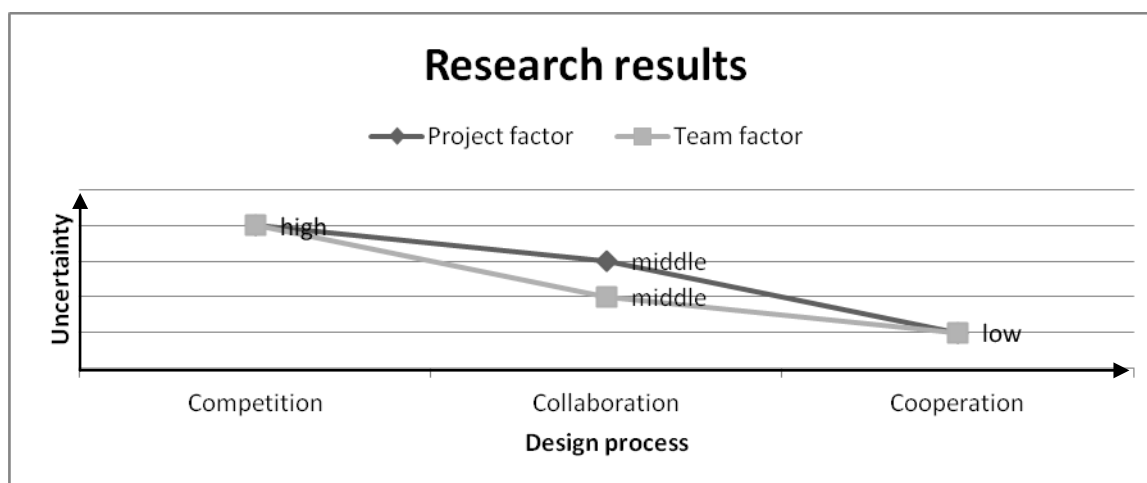 Research results
Project factor Team factor
Uncertainty
high
middle
middle
low
Competition Collaboration Cooperation
Design process